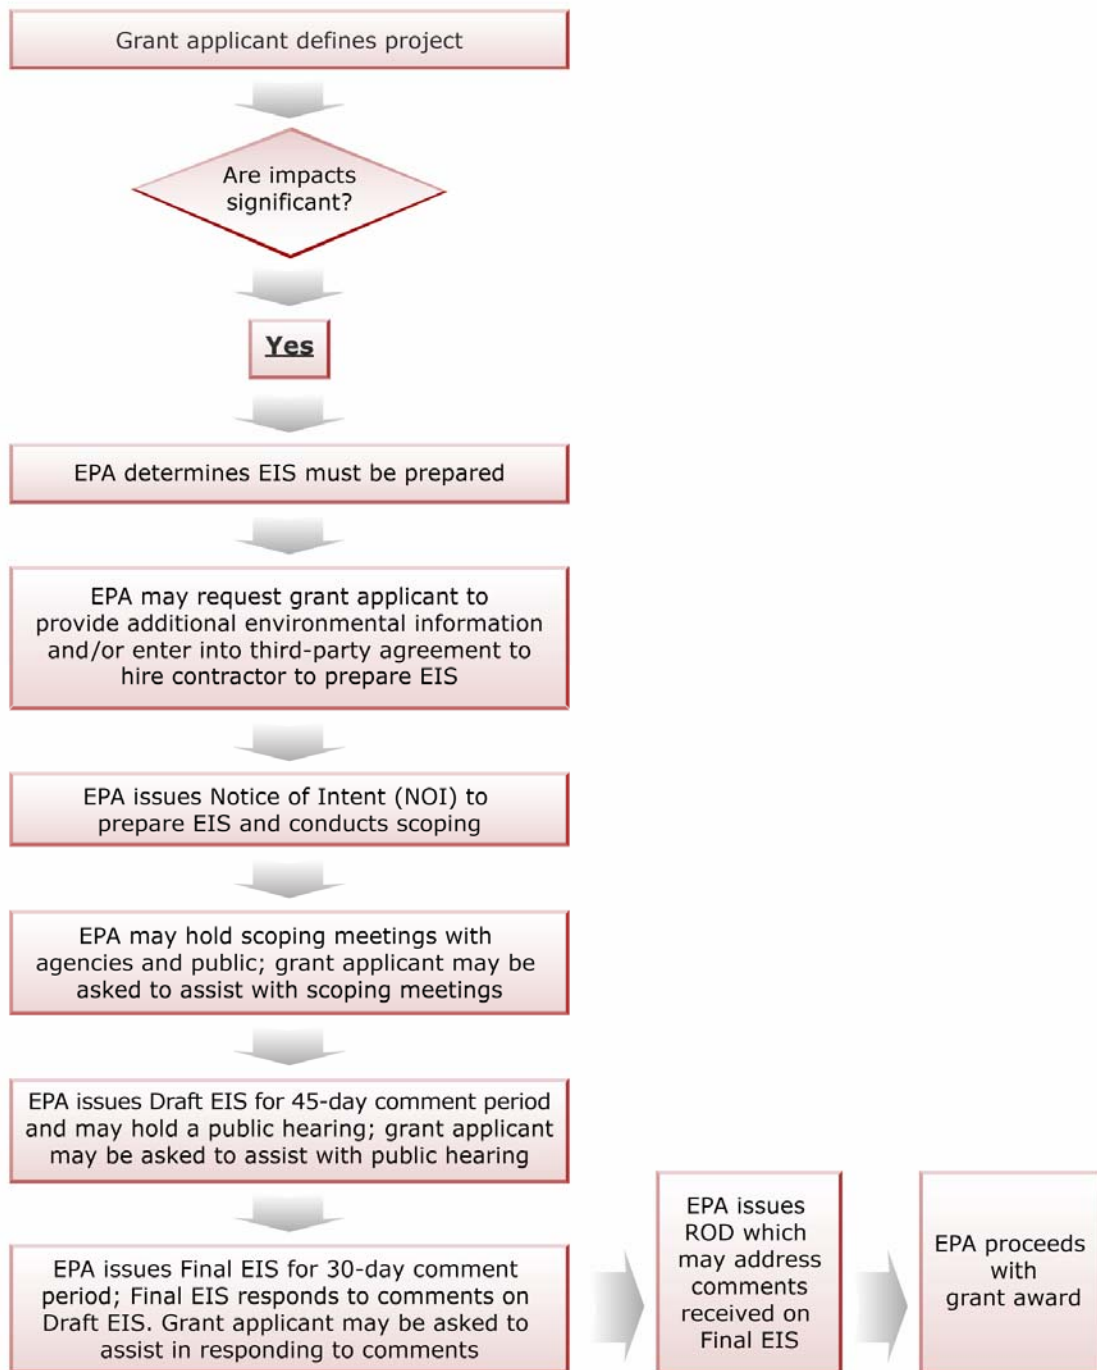 Grant applicant defines project
Are impacts
significant?
Yes
EPA determines EIS must be prepared
EPA may request grant applicant to
provide additional environmental information
and/or enter into third-party agreement to
hire contractor to prepare EIS
EPA issues Notice of Intent (NOI) to
prepare EIS and conducts scoping
EPA may hold scoping meetings with
agencies and public; grant applicant may be
asked to assist with scoping meetings
EPA issues Draft EIS for 45-day comment period
and may hold a public hearing; grant applicant
may be asked to assist with public hearing
EPA issues Final EIS for 30-day comment
period; Final EIS responds to comments on
Draft EIS. Grant applicant may be asked to
assist in responding to comments
EPA issues
ROD which
may address
comments
received on
Final EIS
EPA proceeds
with
grant award